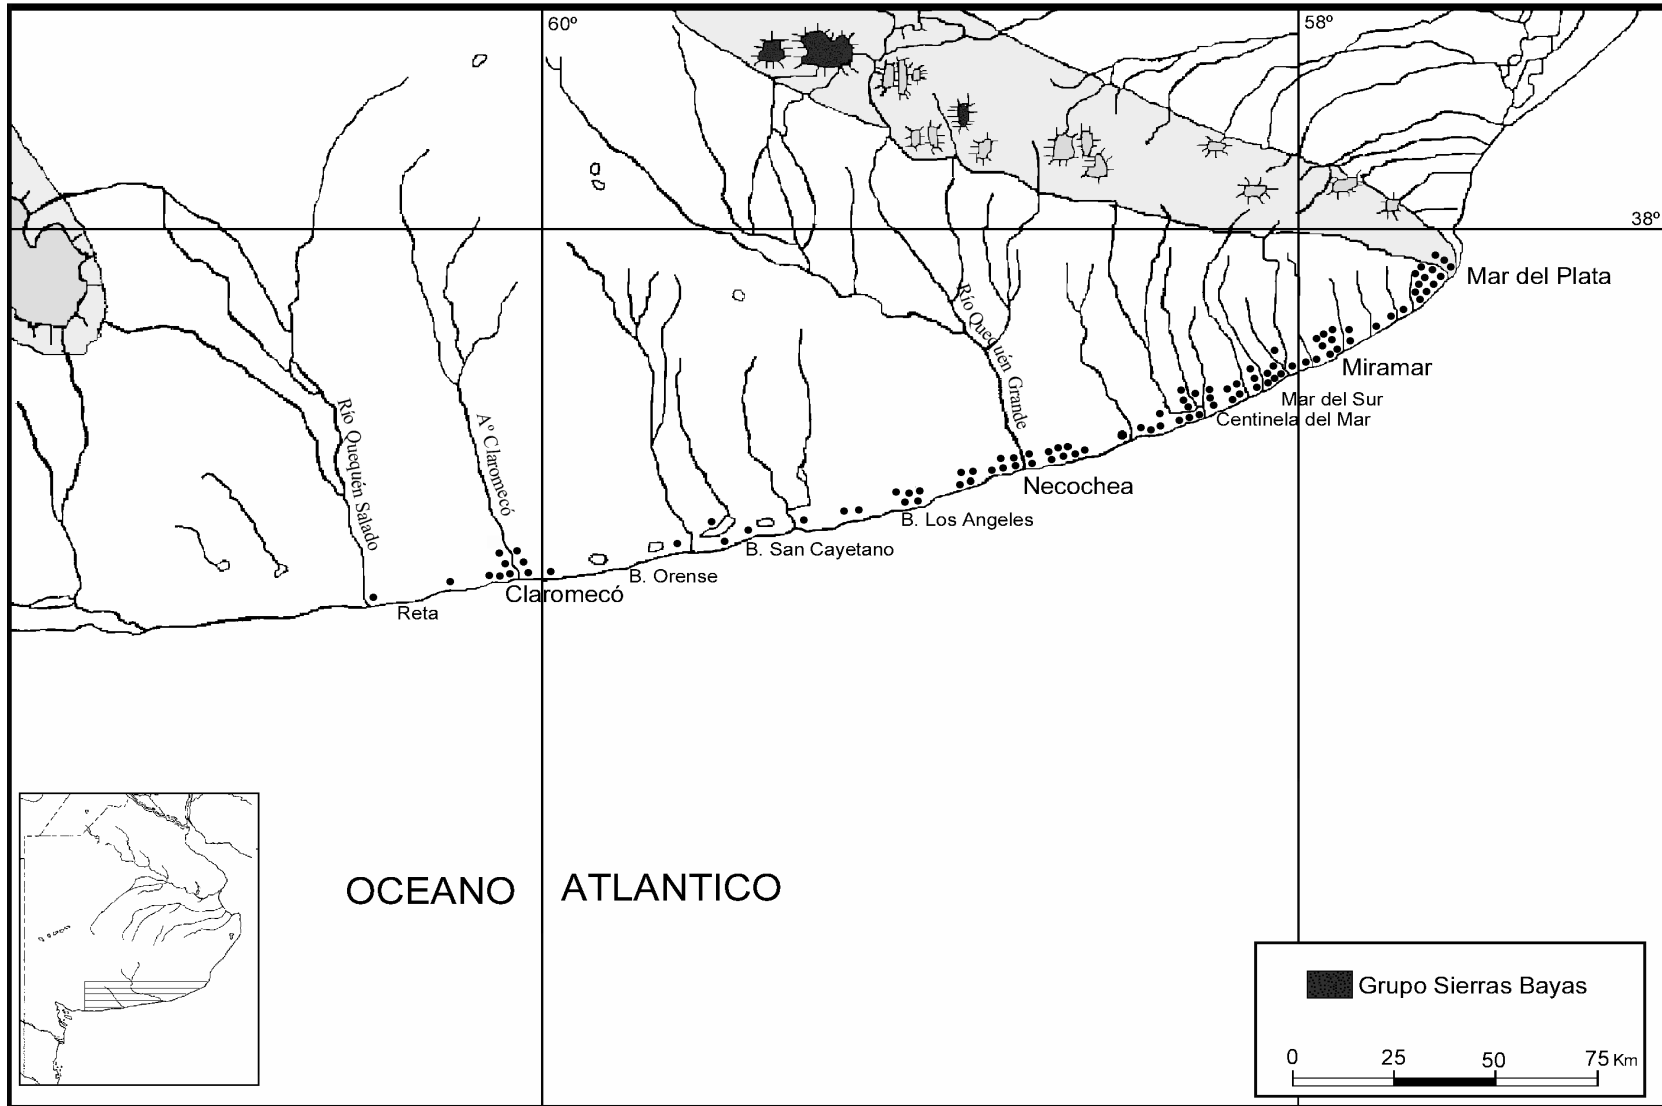 60º
58º
38º
Mar del Plata
Río Quequén Grande
Miramar
Mar del Sur
Centinela del Mar
Río Quequén Salado
Aº Claromecó
Necochea
B. Los Angeles
B. San Cayetano
B. Orense
Claromecó
Reta
OCEANO ATLANTICO
Grupo Sierras Bayas
0 25 50 75 Km